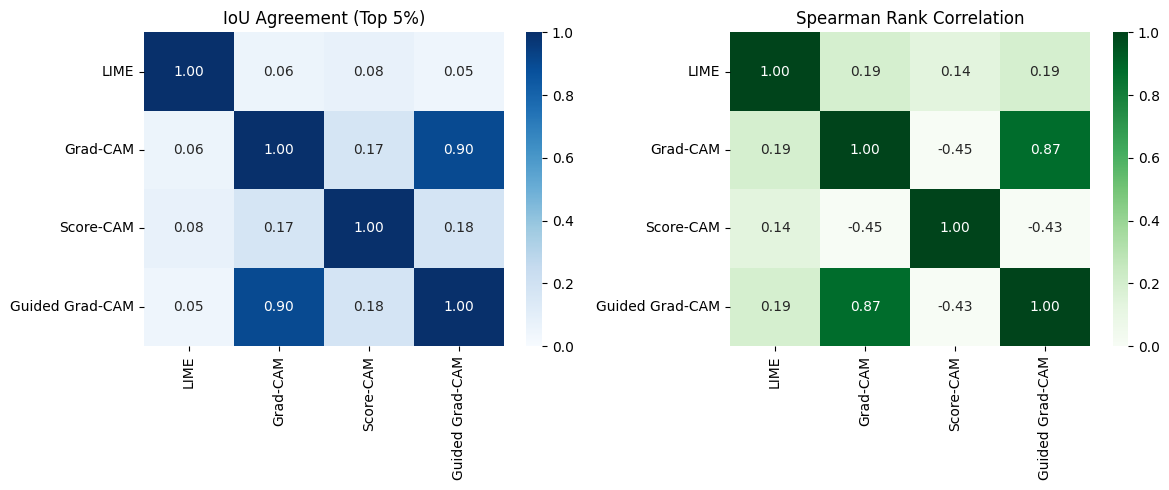 IoU Agreement (Top 5%)
LIME 1.00 0.06 0.08 0.05
Grad-CAM 0.06 1.00 0.17 0.90
Score-CAM 0.08 0.17 1.00 0.18
Guided Grad-CAM 0.05 0.90 0.18 1.00
LIME
Grad-CAM
Score-CAM
Guided Grad-CAM
1.0
0.8
0.6
0.4
0.2
0.0
Spearman Rank Correlation
LIME 1.00 0.19 0.14 0.19
Grad-CAM 0.19 1.00 -0.45 0.87
Score-CAM 0.14 -0.45 1.00 -0.43
Guided Grad-CAM 0.19 0.87 -0.43 1.00
LIME
Grad-CAM
Score-CAM
Guided Grad-CAM
1.0
0.8
0.6
0.4
0.2
0.0